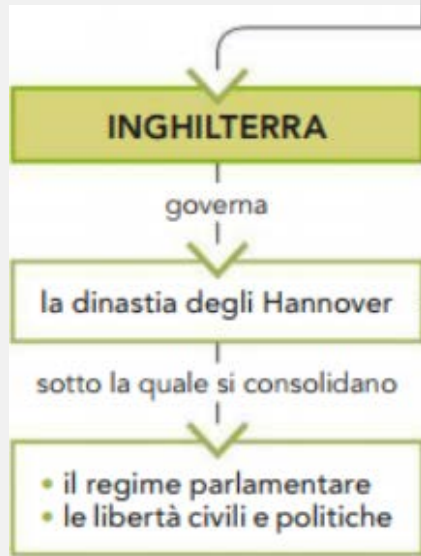 INGHILTERRA
governa
la dinastia degli Hannover
sotto la quale si consolidano
• il regime parlamentare
• le libertà civili e politiche